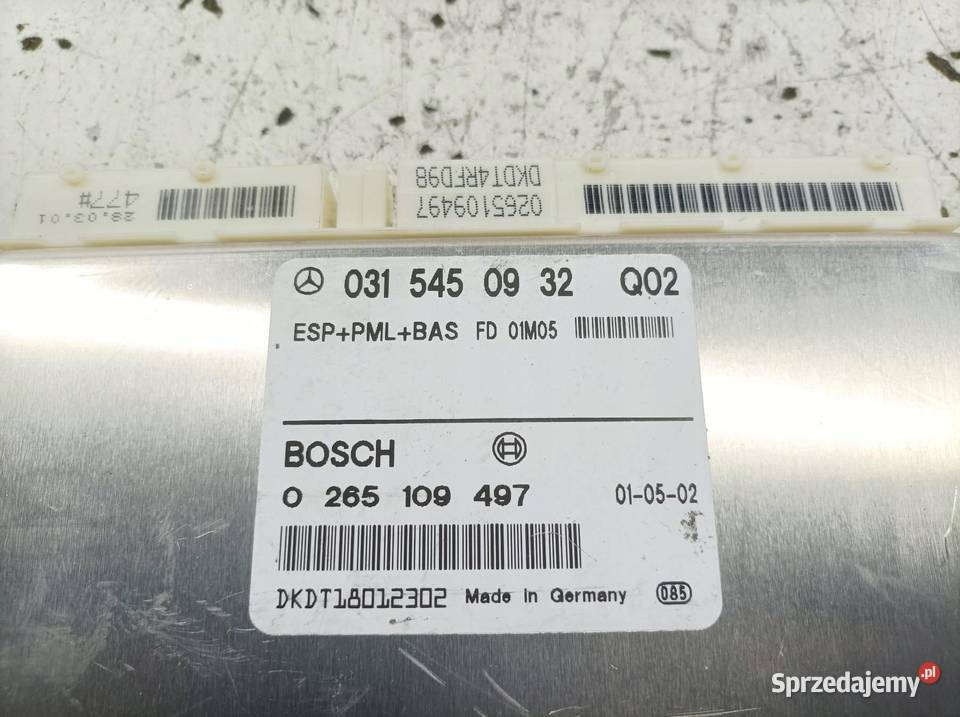 28.03.01
477#
0265109497
DKDT4RFD98
031 545 09 32 Q02
ESP+PML+BAS FD 01M05
BOSCH
0 265 109 497 01-05-02
DKDT18012302 Made in Germany 085
Sprzedajemy.pl